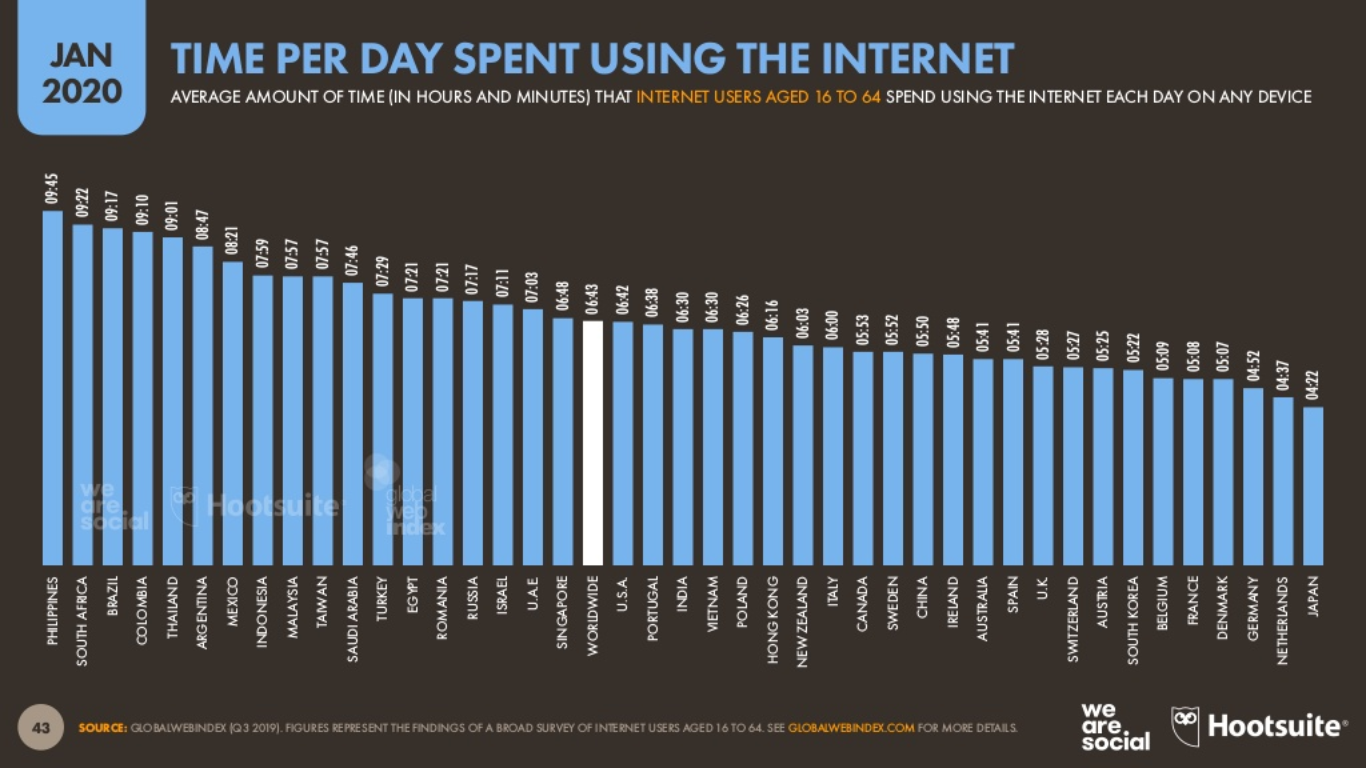 JAN
2020
TIME PER DAY SPENT USING THE INTERNET
AVERAGE AMOUNT OF TIME (IN HOURS AND MINUTES) THAT INTERNET USERS AGED 16 TO 64 SPEND USING THE INTERNET EACH DAY ON ANY DEVICE
09:45
09:22
09:17
09:10
09:01
08:47
08:21
07:59
07:57
07:57
07:46
07:29
07:21
07:21
07:17
07:11
07:03
06:48
06:43
06:42
06:38
06:30
06:30
06:26
06:16
06:03
06:00
05:53
05:52
05:50
05:48
05:41
05:41
05:28
05:27
05:25
05:22
05:09
05:08
05:07
04:52
04:37
04:22
we
are
social
Hootsuite
global
web
index
PHILIPPINES
SOUTH AFRICA
BRAZIL
COLOMBIA
THAILAND
ARGENTINA
MEXICO
INDONESIA
MALAYSIA
TAIWAN
SAUDI ARABIA
TURKEY
EGYPT
ROMANIA
RUSSIA
ISRAEL
U.A.E.
SINGAPORE
WORLDWIDE
U.S.A.
PORTUGAL
INDIA
VIETNAM
POLAND
HONG KONG
NEW ZEALAND
ITALY
CANADA
SWEDEN
CHINA
IRELAND
AUSTRALIA
SPAIN
U.K.
SWITZERLAND
AUSTRIA
SOUTH KOREA
BELGIUM
FRANCE
DENMARK
GERMANY
NETHERLANDS
JAPAN
43
SOURCE: GLOBALWEBINDEX (Q3 2019). FIGURES REPRESENT THE FINDINGS OF A BROAD SURVEY OF INTERNET USERS AGED 16 TO 64. SEE GLOBALWEBINDEX.COM FOR MORE DETAILS.
we
are
social
Hootsuite®